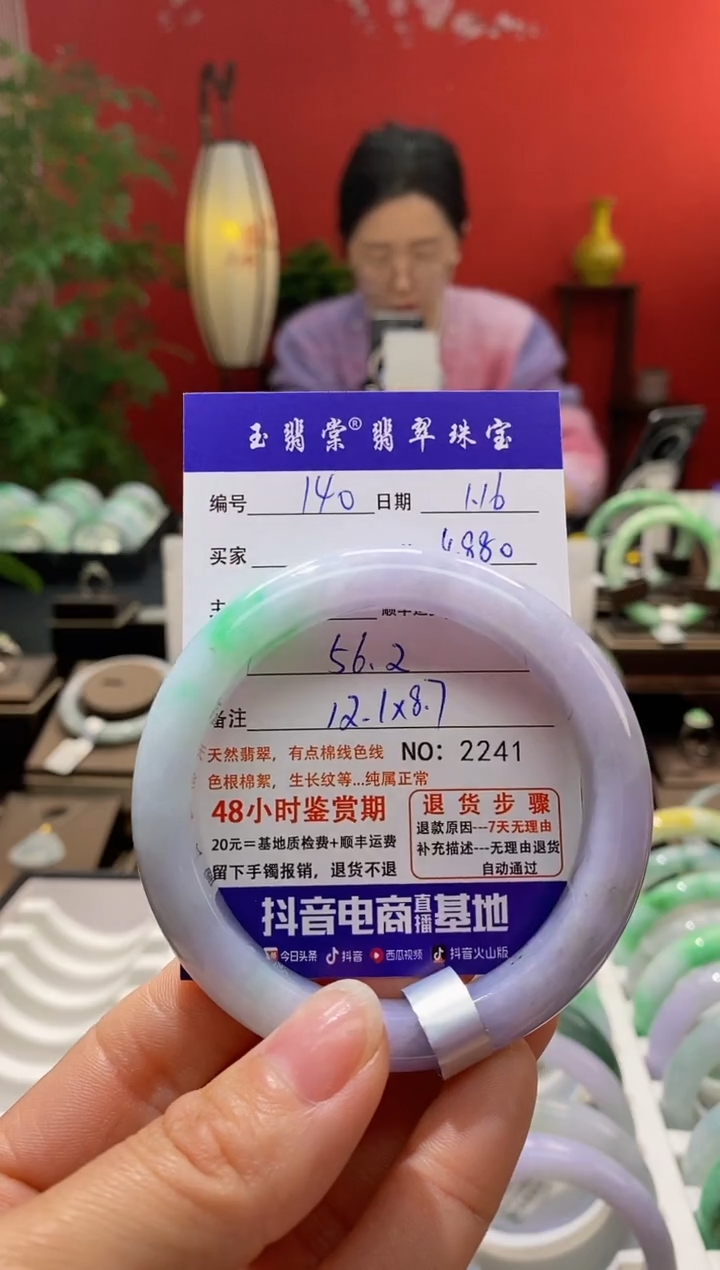 玉翡棠®翡翠珠宝
编号 140 日期 1.16
买家 4.880
56.2
备注 12.1x8.7
天然翡翠，有点棉线色线 NO：2241
色根棉絮，生长纹等...纯属正常
48小时鉴赏期
20元=基地质检费+顺丰运费
留下手镯报销，退货不退
退货步骤
退款原因---7天无理由
补充描述---无理由退货
自动通过
抖音电商直播基地
今日头条 抖音 西瓜视频 抖音火山版